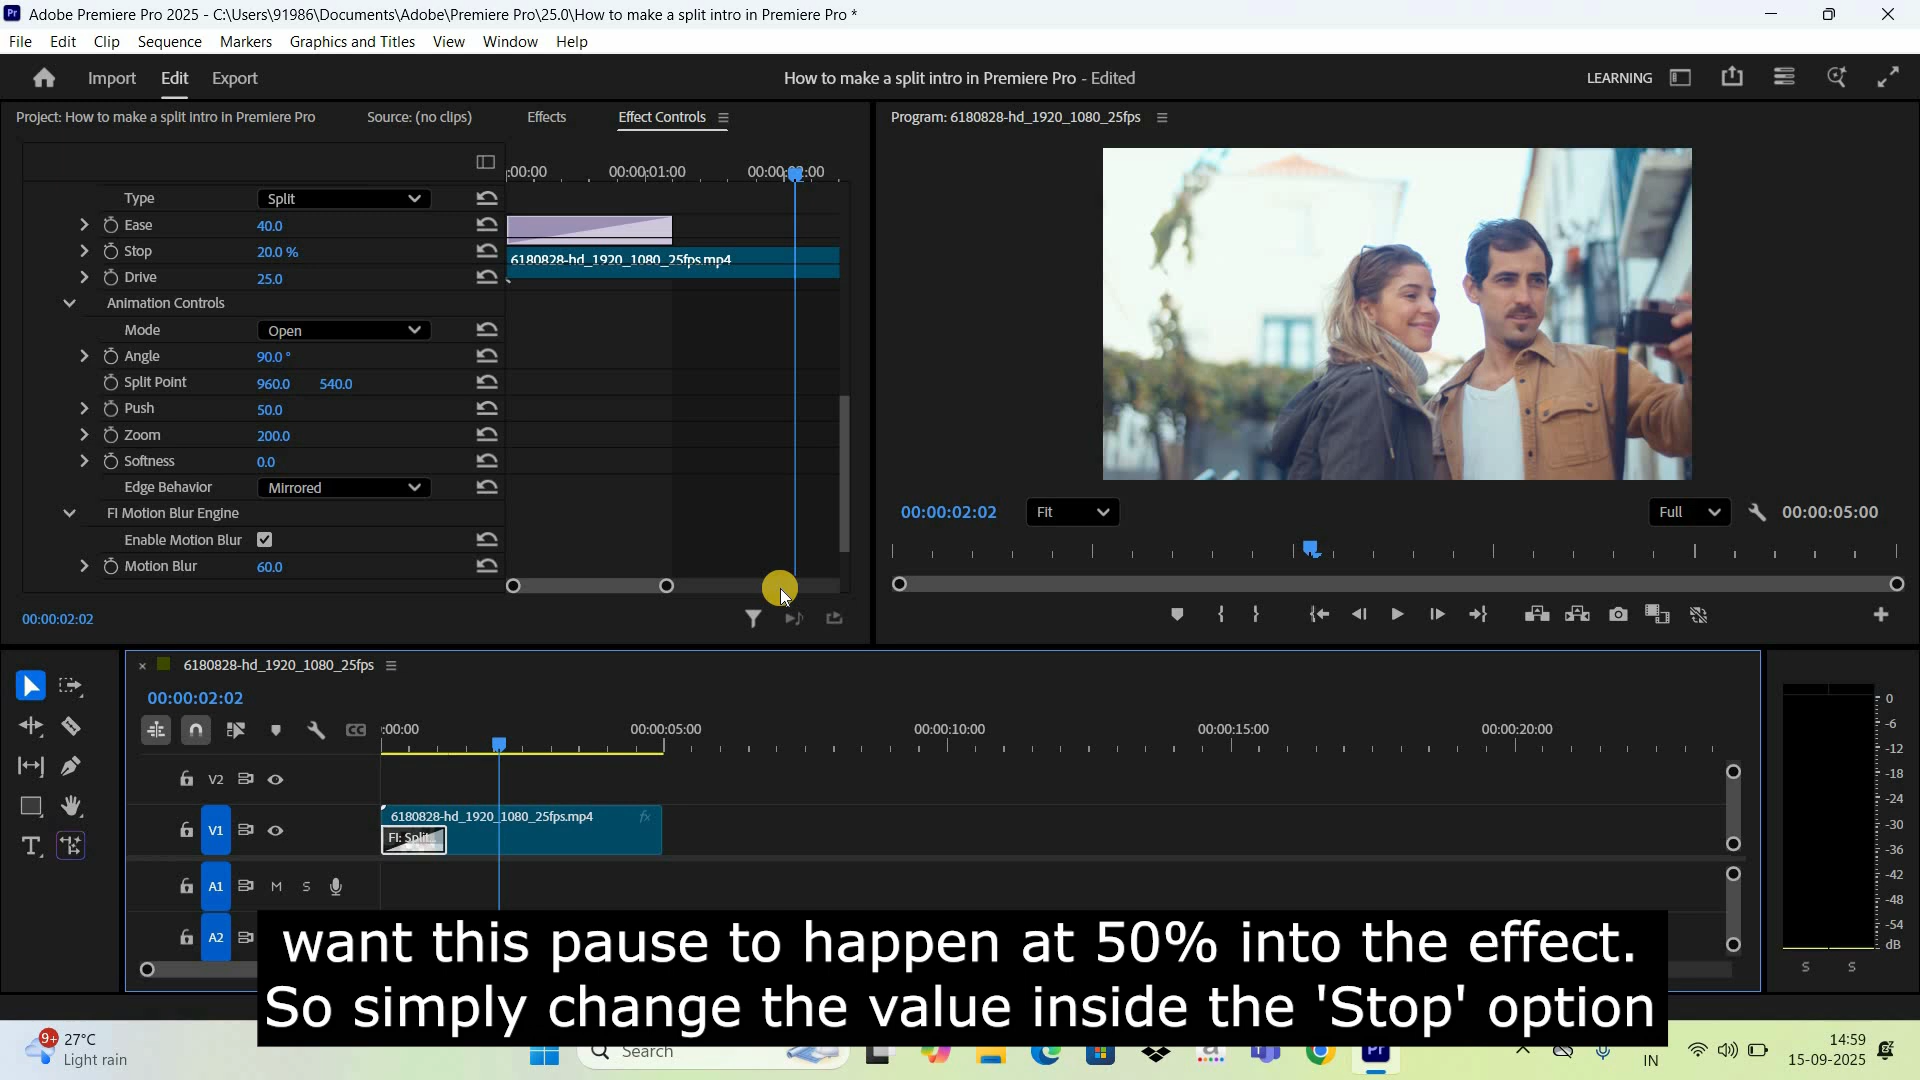 Adobe Premiere Pro 2025 - C:\Users\91986\Documents\Adobe\Premiere Pro\25.0\How to make a split intro in Premiere Pro *
File Edit Clip Sequence Markers Graphics and Titles View Window Help
Import Edit Export
How to make a split intro in Premiere Pro - Edited
LEARNING
Project: How to make a split intro in Premiere Pro
Source: (no clips)
Effects
Effect Controls
Program: 6180828-hd_1920_1080_25fps
:00:00 00:00:01:00 00:00:02:00
Type Split
Ease 40.0
Stop 20.0 %
6180828-hd_1920_1080_25fps.mp4
Drive 25.0
Animation Controls
Mode Open
Angle 90.0 °
Split Point 960.0 540.0
Push 50.0
Zoom 200.0
Softness 0.0
Edge Behavior Mirrored
FI Motion Blur Engine
Enable Motion Blur
Motion Blur 60.0
00:00:02:02
00:00:02:02 Fit Full 00:00:05:00
6180828-hd_1920_1080_25fps
00:00:02:02
:00:00 00:00:05:00 00:00:10:00 00:00:15:00 00:00:20:00
V2
V1
6180828-hd_1920_1080_25fps.mp4 fx
FI: Split
A1 M S
A2
0
-6
-12
-18
-24
-30
-36
-42
-48
-54
dB
S S
want this pause to happen at 50% into the effect.
So simply change the value inside the 'Stop' option
9+ 27°C
Light rain
Search
Pr
IN
14:59
15-09-2025